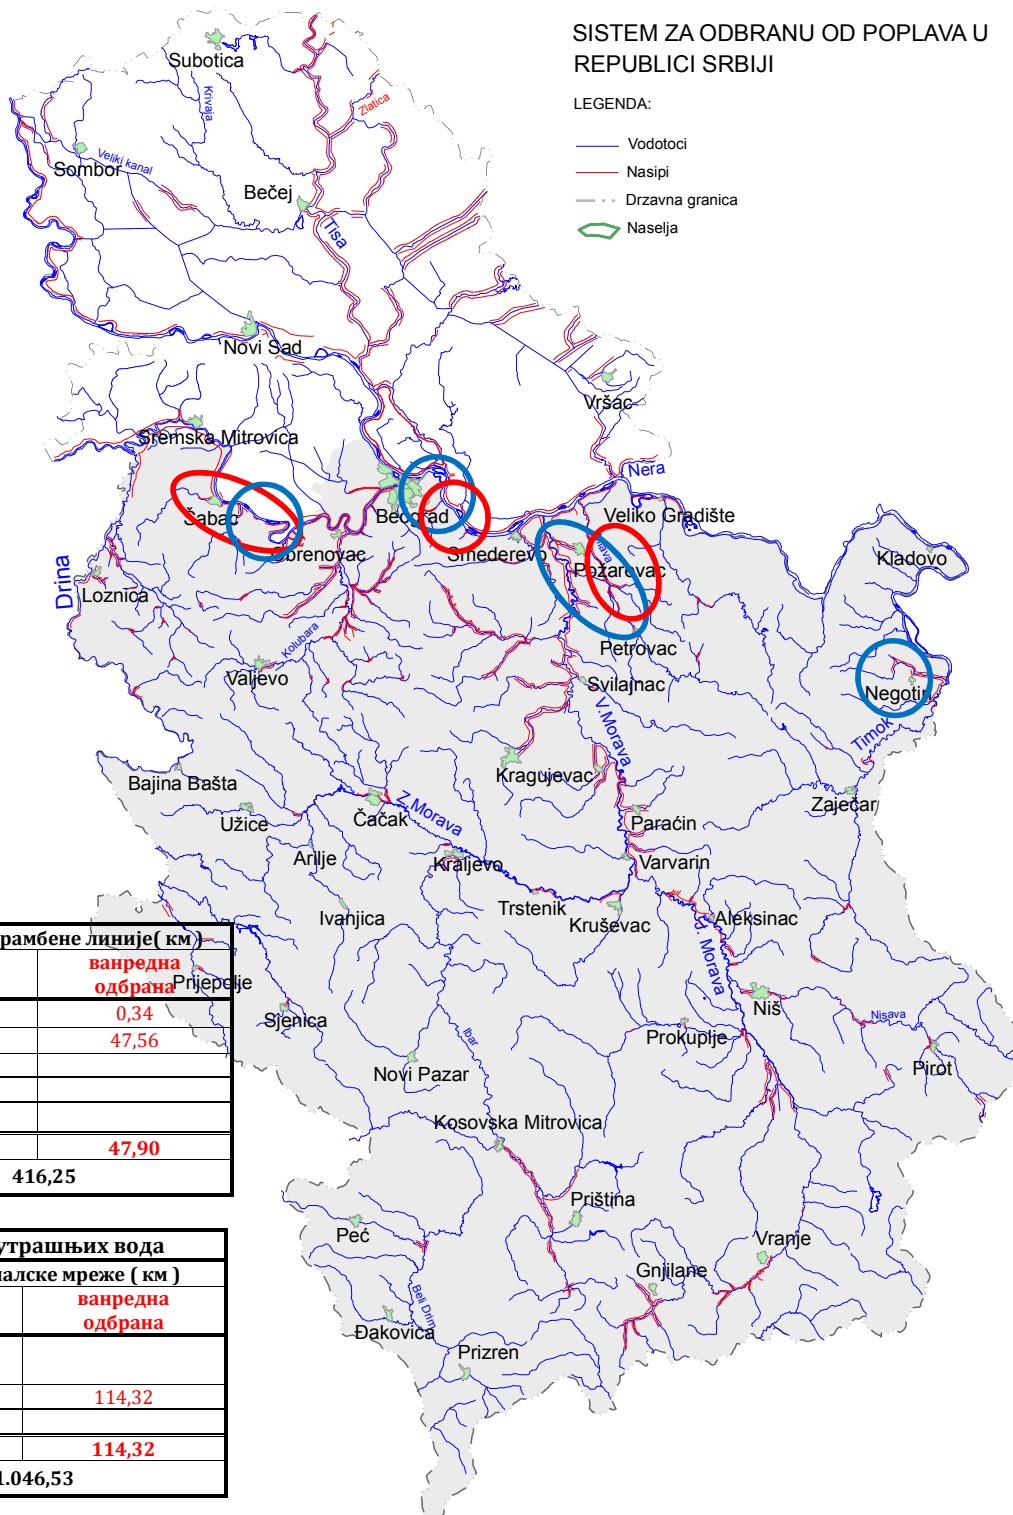 SISTEM ZA ODBRANU OD POPLAVA U
REPUBLICI SRBIJI
LEGENDA:
Vodotoci
Nasipi
Drzavna granica
Naselja
Subotica
Krivaja
Zlatica
Sombor
Veliki kanal
Bečej
Tisa
Novi Sad
Vršac
Sremska Mitrovica
Nera
Šabac
Beograd
Veliko Gradište
Obrenovac
Smederevo
Mlava
Požarevac
Kladovo
Drina
Loznica
Kolubara
Petrovac
Valjevo
Svilajnac
Negotin
V.Morava
Timok
Bajina Bašta
Kragujevac
Zaječar
Užice
Čačak
Z.Morava
Paraćin
Arilje
Kraljevo
Varvarin
Ivanjica
Trstenik
Kruševac
Aleksinac
J. Morava
Prijepolje
Sjenica
Niš
Nisava
Ibar
Prokuplje
Pirot
Novi Pazar
Kosovska Mitrovica
Priština
Peć
Vranje
Gnjilane
Beli Drim
Đakovica
Prizren
рамбене линије( км )
ванредна
одбрана
0,34
47,56
47,90
416,25
утрашњих вода
налске мреже ( км )
ванредна
одбрана
114,32
114,32
1.046,53